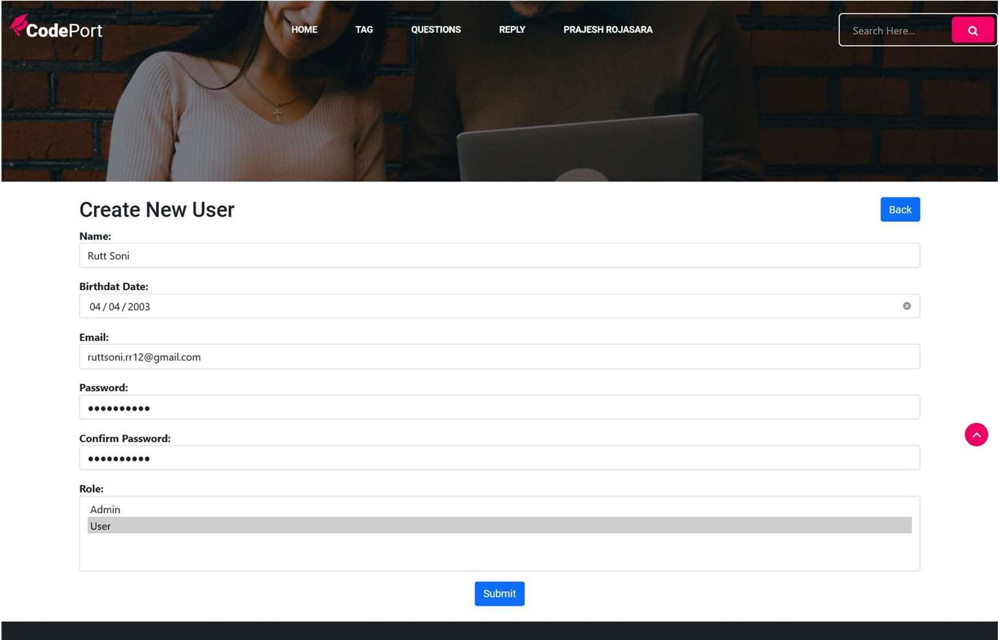 CodePort HOME TAG QUESTIONS REPLY PRAJESH ROJASARA Search Here...
Create New User Back
Name:
Rutt Soni
Birthdat Date:
04 / 04 / 2003
Email:
ruttsoni.rr12@gmail.com
Password:
●●●●●●●●●●
Confirm Password:
●●●●●●●●●●
Role:
Admin
User
Submit